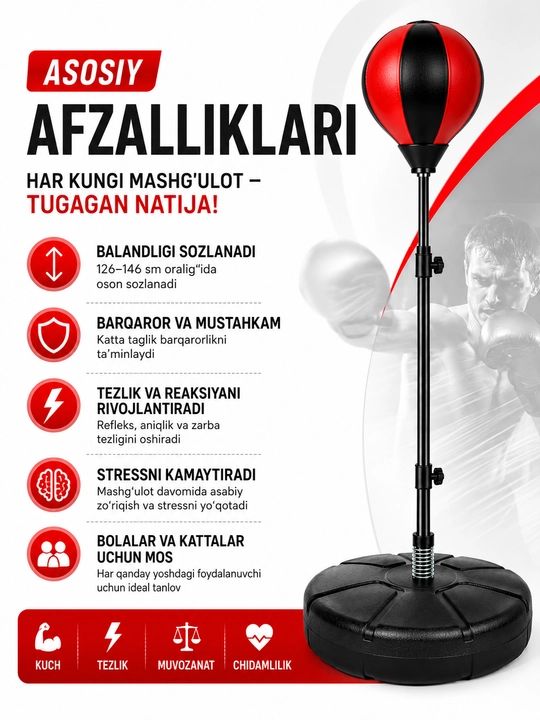 ASOSIY
AFZALLIKLARI
HAR KUNGI MASHG'ULOT –
TUGAGAN NATIJA!
BALANDLIGI SOZLANADI
126–146 sm oralig'ida
oson sozlanadi
BARQAROR VA MUSTAHKAM
Katta taglik barqarorlikni
ta'minlaydi
TEZLIK VA REAKSIYANI
RIVOJLANTIRADI
Refleks, aniqlik va zarba
tezligini oshiradi
STRESSNI KAMAYTIRADI
Mashg'ulot davomida asabiy
zo'riqish va stressni yo'qotadi
BOLALAR VA KATTALAR
UCHUN MOS
Har qanday yoshdagi foydalanuvchi
uchun ideal tanlov
KUCH
TEZLIK
MUVOZANAT
CHIDAMLILIK